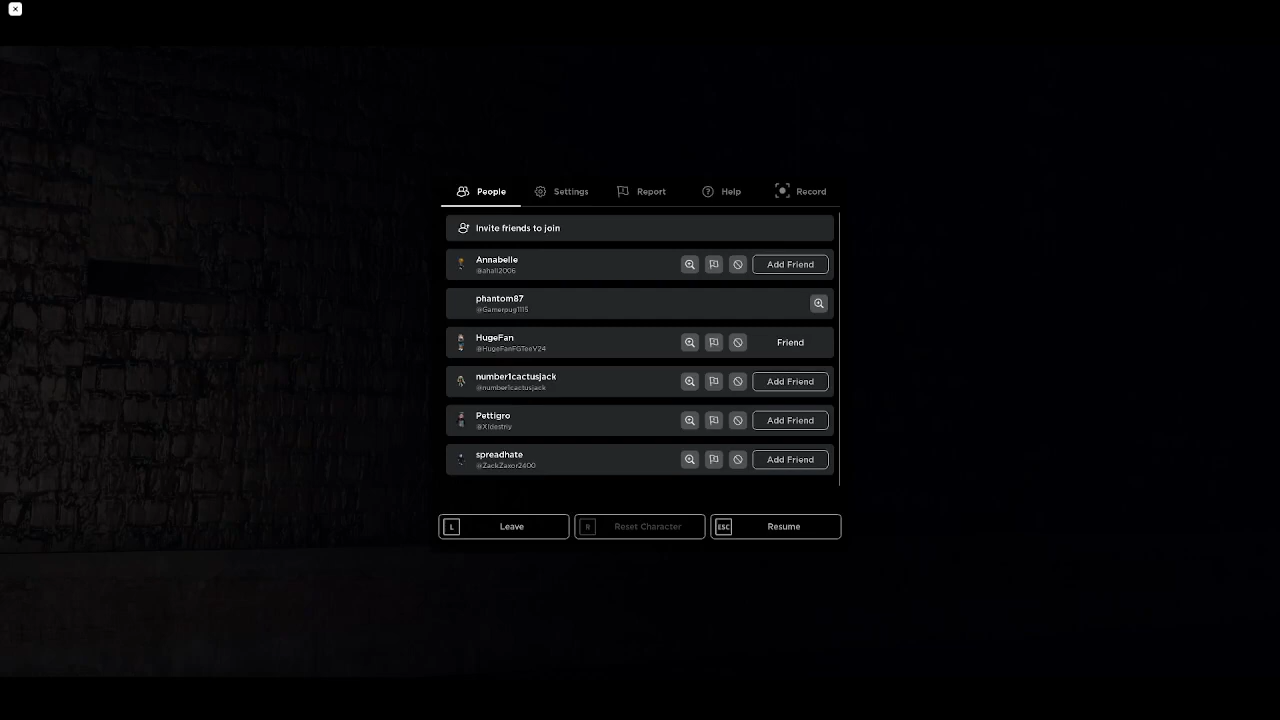 People
Settings
Report
Help
Record
Invite friends to join
Annabelle
@ahall2006
Add Friend
phantom87
@Gamerpug1115
HugeFan
@HugeFanFGTeeV24
Friend
number1cactusjack
@number1cactusjack
Add Friend
Pettigro
Add Friend
spreadhate
@ZackZaxor2400
Add Friend
L
Leave
R
Reset Character
ESC
Resume